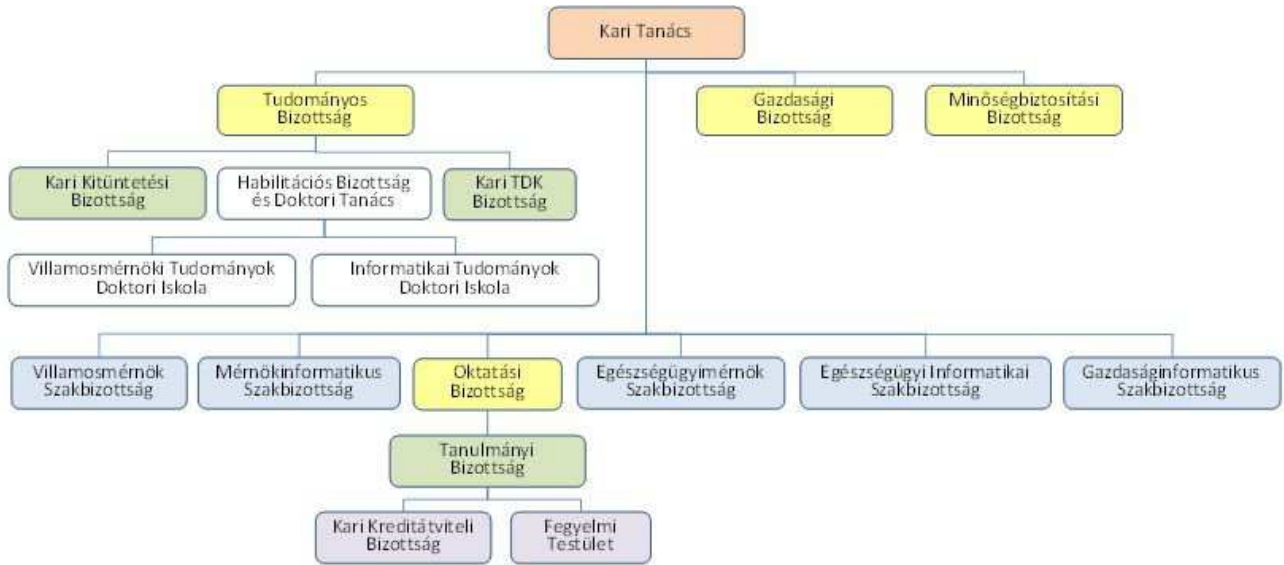 Kari Tanács
Tudományos
Bizottság
Gazdasági
Bizottság
Minőségbiztosítási
Bizottság
Kari Kitüntetési
Bizottság
Habilitációs Bizottság
és Doktori Tanács
Kari TDK
Bizottság
Villamosmérnöki Tudományok
Doktori Iskola
Informatikai Tudományok
Doktori Iskola
Villamosmérnök
Szakbizottság
Mérnökinformatikus
Szakbizottság
Oktatási
Bizottság
Egészségügyimérnök
Szakbizottság
Egészségügyi Informatikai
Szakbizottság
Gazdaságinformatikus
Szakbizottság
Tanulmányi
Bizottság
Kari Kreditátviteli
Bizottság
Fegyelmi
Testület